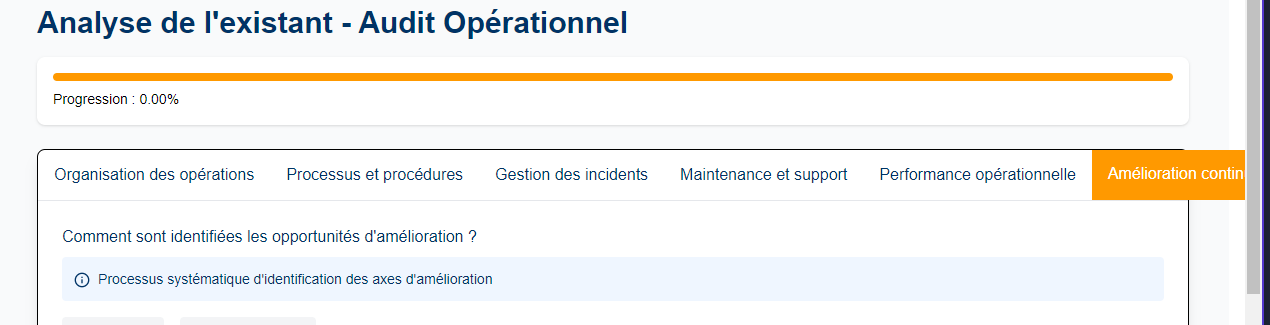 Analyse de l'existant - Audit Opérationnel
Progression : 0.00%
Organisation des opérations Processus et procédures Gestion des incidents Maintenance et support Performance opérationnelle Amélioration contin
Comment sont identifiées les opportunités d'amélioration ?
Processus systématique d'identification des axes d'amélioration